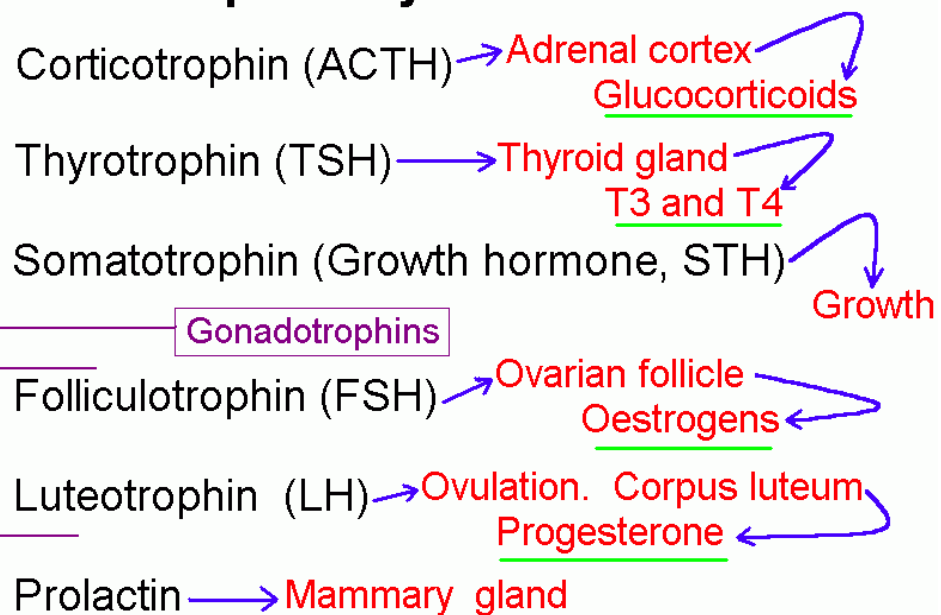 Corticotrophin (ACTH) Adrenal cortex
Glucocorticoids
Thyrotrophin (TSH) Thyroid gland
T3 and T4
Somatotrophin (Growth hormone, STH)
Growth
Gonadotrophins
Folliculotrophin (FSH) Ovarian follicle
Oestrogens
Luteotrophin (LH) Ovulation. Corpus luteum
Progesterone
Prolactin Mammary gland